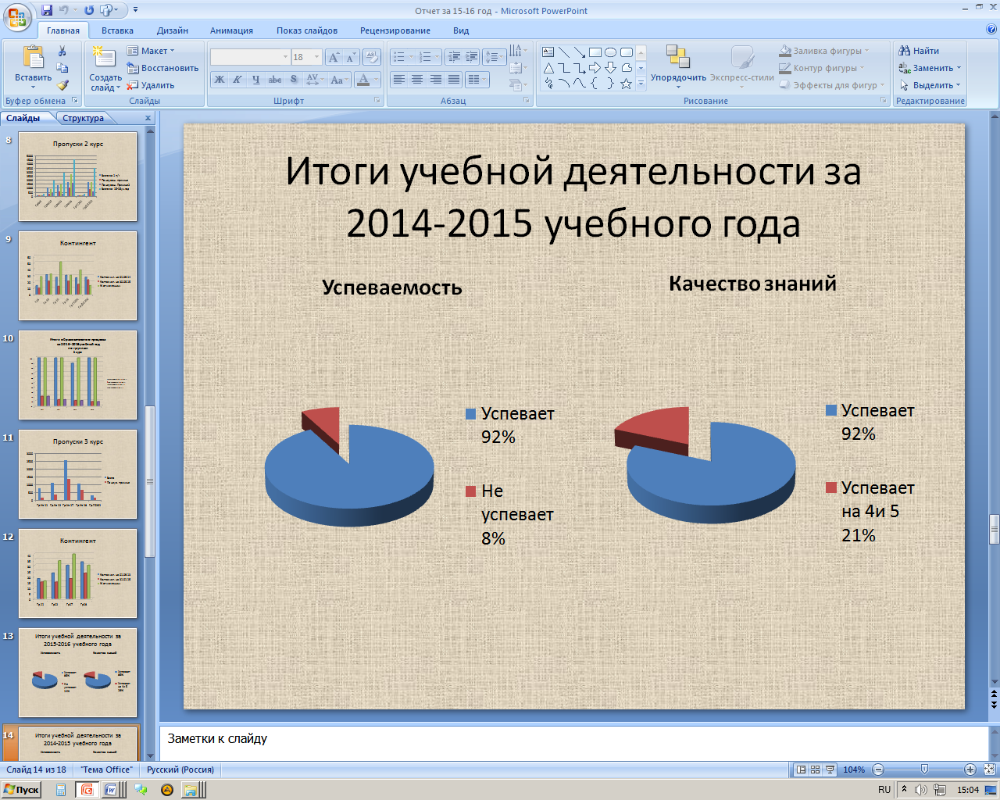 Отчет за 15-16 год - Microsoft PowerPoint
Главная
Вставка
Дизайн
Анимация
Показ слайдов
Рецензирование
Вид
Вставить
Буфер обмена
Создать слайд
Макет
Восстановить
Удалить
Слайды
18
Ж К Ч abc S AV Aa А
Шрифт
Абзац
Упорядочить
Экспресс-стили
Заливка фигуры
Контур фигуры
Эффекты для фигур
Рисование
Найти
Заменить
Выделить
Редактирование
Слайды
Структура
8
Пропуски 2 курс
9
Контингент
10
11
Пропуски 3 курс
12
Контингент
13
Итоги учебной деятельности за
2015-2016 учебного года
14
Итоги учебной деятельности за
2014-2015 учебного года
Итоги учебной деятельности за
2014-2015 учебного года
Успеваемость
Успевает
92%
Не
успевает
8%
Качество знаний
Успевает
92%
Успевает
на 4и 5
21%
Заметки к слайду
Слайд 14 из 18
"Тема Office"
Русский (Россия)
104%
Пуск
RU
15:04